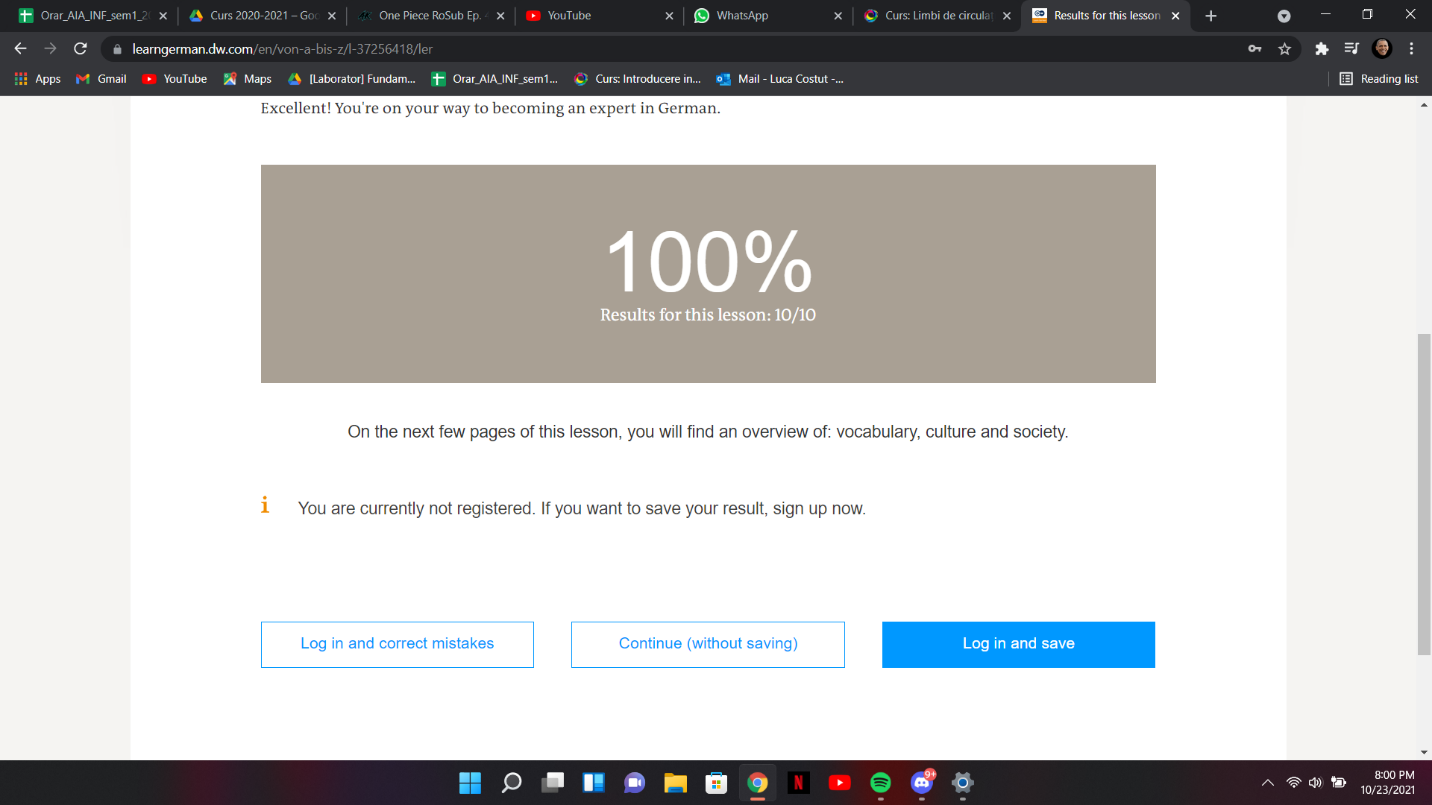 Orar_AIA_INF_sem1_2
Curs 2020-2021 – Goo
One Piece RoSub Ep.
YouTube
WhatsApp
Curs: Limbi de circulat
Results for this lesson
learngerman.dw.com/en/von-a-bis-z/l-37256418/ler
Apps
Gmail
YouTube
Maps
[Laborator] Fundam...
Orar_AIA_INF_sem1...
Curs: Introducere in...
Mail - Luca Costut -...
Reading list
Excellent! You're on your way to becoming an expert in German.
100%
Results for this lesson: 10/10
On the next few pages of this lesson, you will find an overview of: vocabulary, culture and society.
i You are currently not registered. If you want to save your result, sign up now.
Log in and correct mistakes
Continue (without saving)
Log in and save
N
9+
8:00 PM
10/23/2021